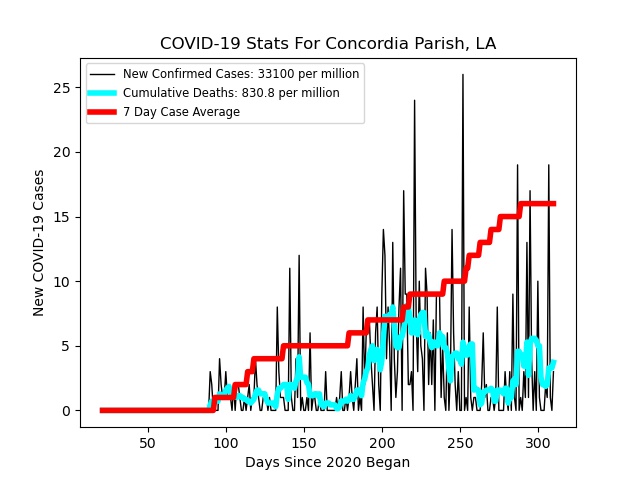 COVID-19 Stats For Concordia Parish, LA
New Confirmed Cases: 33100 per million
Cumulative Deaths: 830.8 per million
7 Day Case Average
New COVID-19 Cases
25
20
15
10
5
0
50 100 150 200 250 300
Days Since 2020 Began